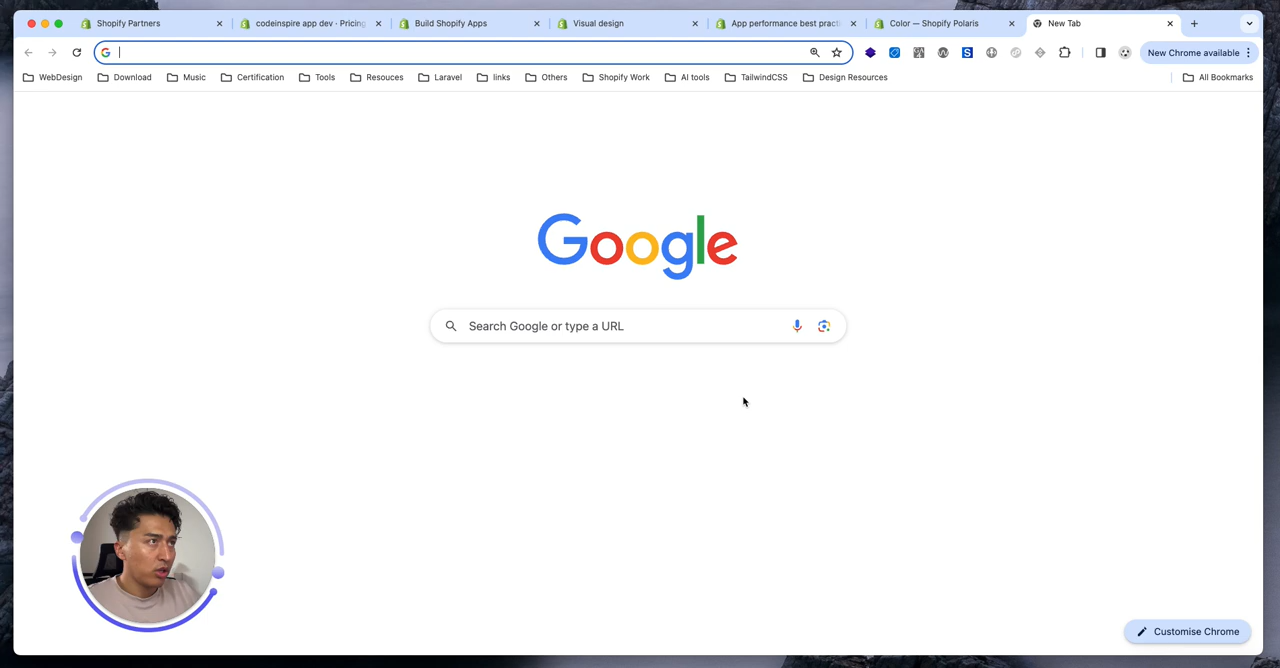 Shopify Partners
codeinspire app dev · Pricing
Build Shopify Apps
Visual design
App performance best practi
Color — Shopify Polaris
New Tab
New Chrome available
WebDesign
Download
Music
Certification
Tools
Resouces
Laravel
links
Others
Shopify Work
AI tools
TailwindCSS
Design Resources
All Bookmarks
Google
Search Google or type a URL
Customise Chrome